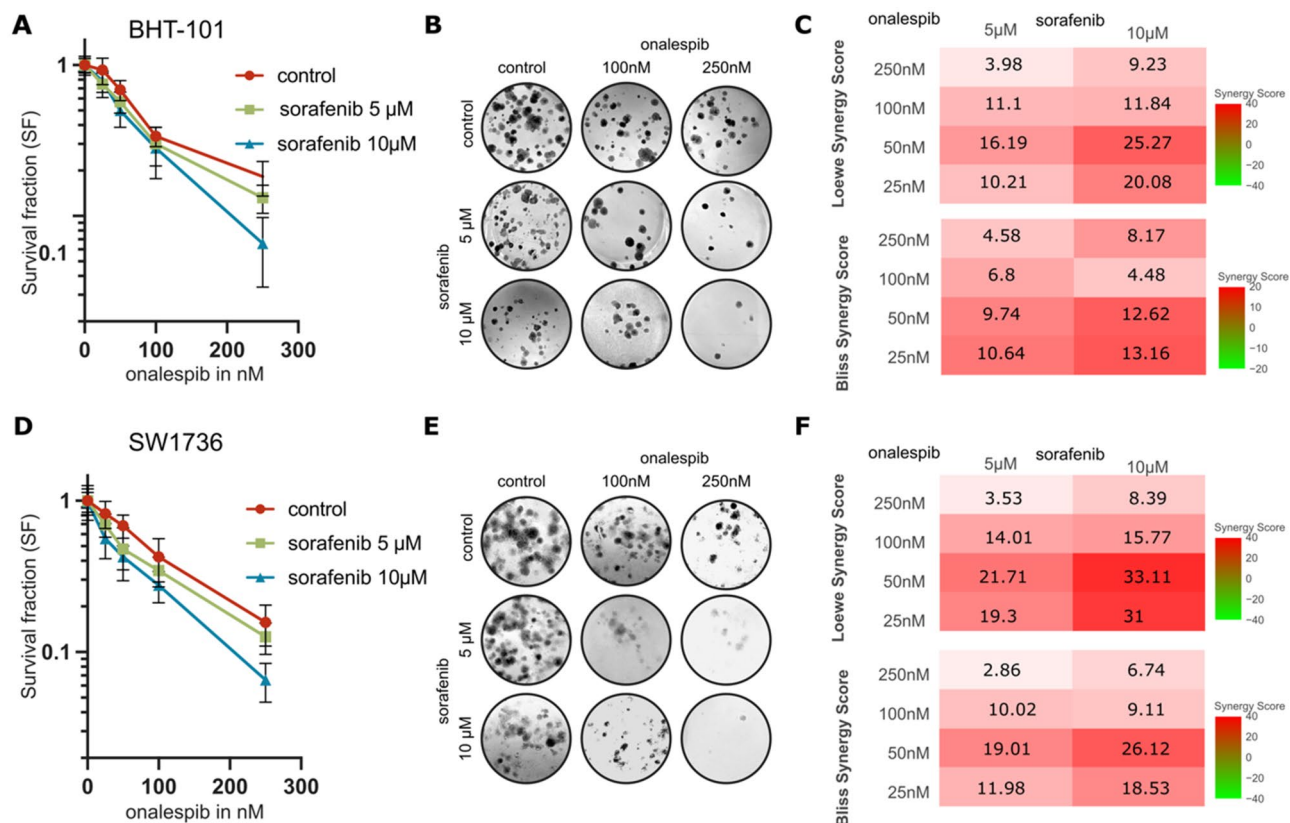 A
BHT-101
Survival fraction (SF)
1
0.1
0
100
200
300
onalespib in nM
control
sorafenib 5 µM
sorafenib 10µM
B
onalespib
control
100nM
250nM
control
5 µM
10 µM
sorafenib
C
onalespib
sorafenib
5µM
10µM
Loewe Synergy Score
250nM
3.98
9.23
100nM
11.1
11.84
50nM
16.19
25.27
25nM
10.21
20.08
Synergy Score
40
20
0
−20
−40
Bliss Synergy Score
250nM
4.58
8.17
100nM
6.8
4.48
50nM
9.74
12.62
25nM
10.64
13.16
Synergy Score
20
10
0
−10
−20
D
SW1736
Survival fraction (SF)
1
0.1
0
100
200
300
onalespib in nM
control
sorafenib 5 µM
sorafenib 10µM
E
onalespib
control
100nM
250nM
control
5 µM
10 µM
sorafenib
F
onalespib
sorafenib
5µM
10µM
Loewe Synergy Score
250nM
3.53
8.39
100nM
14.01
15.77
50nM
21.71
33.11
25nM
19.3
31
Synergy Score
40
20
0
−20
−40
Bliss Synergy Score
250nM
2.86
6.74
100nM
10.02
9.11
50nM
19.01
26.12
25nM
11.98
18.53
Synergy Score
40
20
0
−20
−40